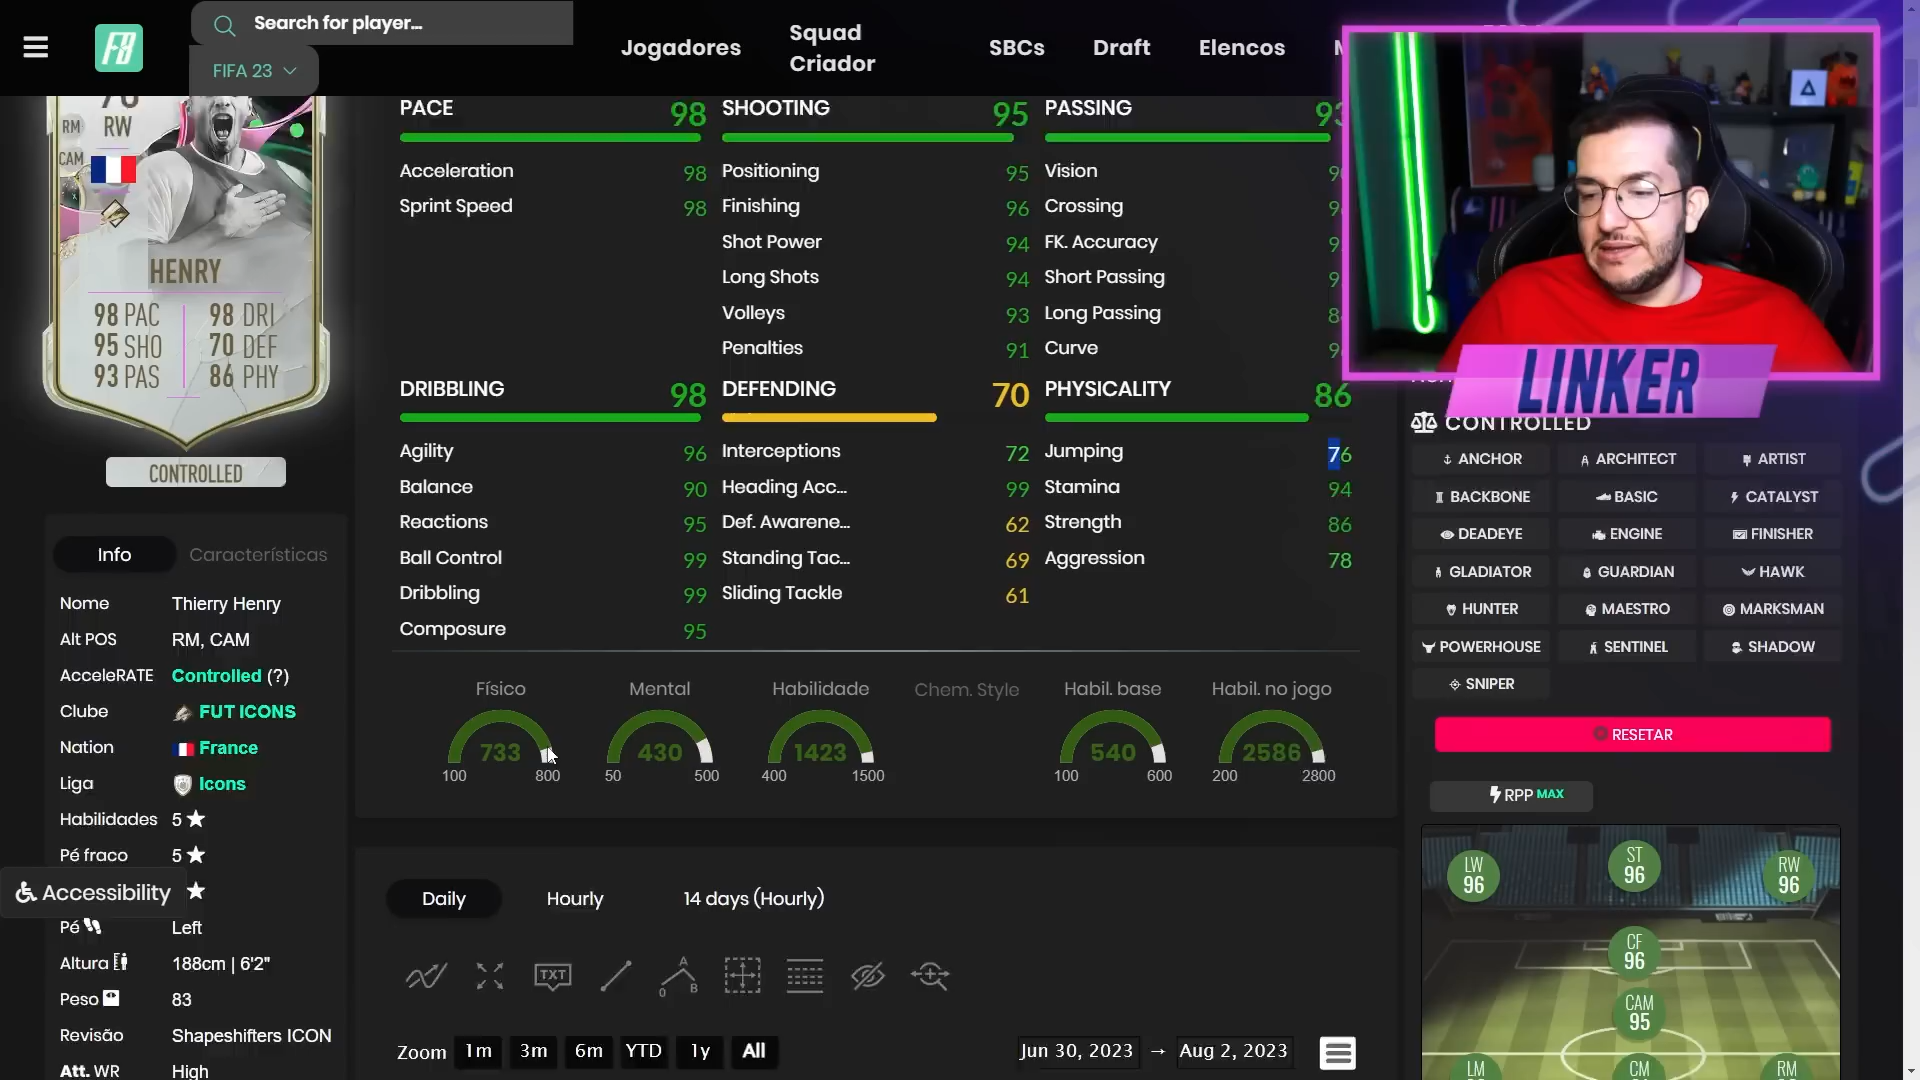 Search for player...
FIFA 23
Jogadores
Squad Criador
SBCs
Draft
Elencos
RW
RM
CAM
HENRY
98 PAC 98 DRI
95 SHO 70 DEF
93 PAS 86 PHY
CONTROLLED
PACE 98
Acceleration 98
Sprint Speed 98
SHOOTING 95
Positioning 95
Finishing 96
Shot Power 94
Long Shots 94
Volleys 93
Penalties 91
PASSING 93
Vision
Crossing
FK. Accuracy
Short Passing
Long Passing
Curve
DRIBBLING 98
Agility 96
Balance 90
Reactions 95
Ball Control 99
Dribbling 99
Composure 95
DEFENDING 70
Interceptions 72
Heading Acc... 99
Def. Awarene... 62
Standing Tac... 69
Sliding Tackle 61
PHYSICALITY 86
Jumping 76
Stamina 94
Strength 86
Aggression 78
LINKER
CONTROLLED
ANCHOR ARCHITECT ARTIST
BACKBONE BASIC CATALYST
DEADEYE ENGINE FINISHER
GLADIATOR GUARDIAN HAWK
HUNTER MAESTRO MARKSMAN
POWERHOUSE SENTINEL SHADOW
SNIPER
RESETAR
RPP MAX
Info Características
Nome Thierry Henry
Alt POS RM, CAM
AcceleRATE Controlled (?)
Clube FUT ICONS
Nation France
Liga Icons
Habilidades 5
Pé fraco 5
Accessibility
Pé Left
Altura 188cm | 6'2"
Peso 83
Revisão Shapeshifters ICON
Att. WR High
Físico Mental Habilidade Chem. Style Habil. base Habil. no jogo
733 430 1423 540 2586
100 800 50 500 400 1500 100 600 200 2800
Daily Hourly 14 days (Hourly)
TXT
A
0 B
Zoom 1m 3m 6m YTD 1y All
Jun 30, 2023 → Aug 2, 2023
LW 96
ST 96
RW 96
CF 96
CAM 95
LM
CM
RM